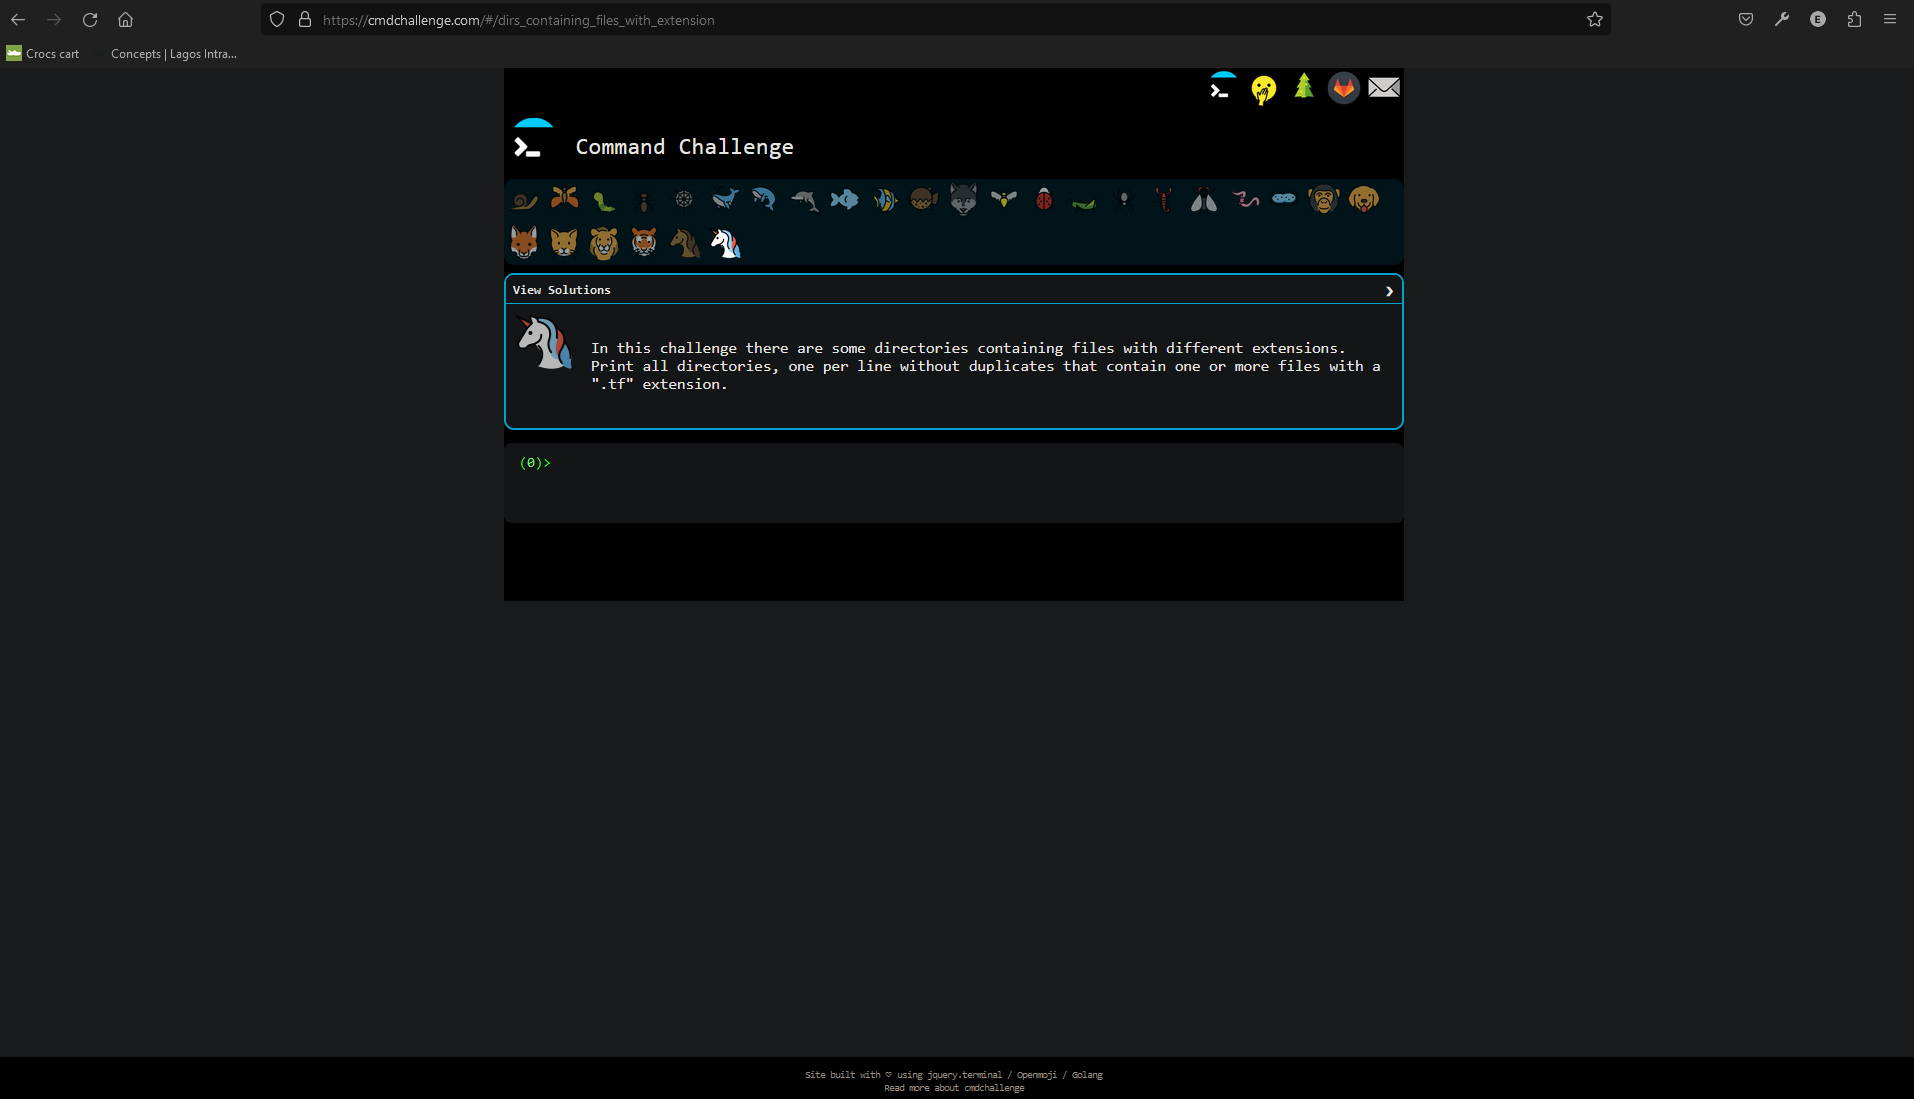 https://cmdchallenge.com/#/dirs_containing_files_with_extension
E
Crocs cart
Concepts | Lagos Intra...
Command Challenge
View Solutions
In this challenge there are some directories containing files with different extensions.
Print all directories, one per line without duplicates that contain one or more files with a
".tf" extension.
(0)>
Site built with ♡ using jquery.terminal / Openmoji / Golang
Read more about cmdchallenge